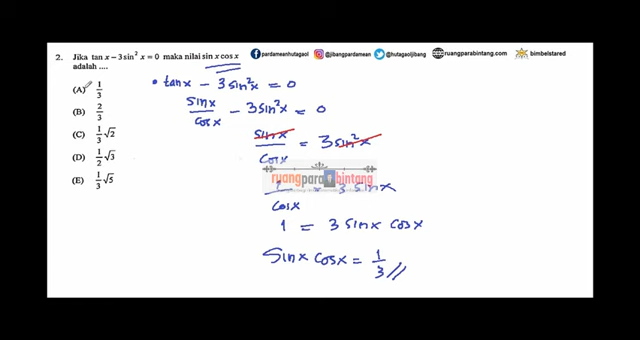 2. Jika tan x − 3 sin² x = 0 maka nilai sin x cos x
adalah ....
pardameanhutagaol @jibangpardamean @hutagaoljibang ruangparabintang.com bimbelstared
(A) 1/3
(B) 2/3
(C) 1/3 √2
(D) 1/2 √3
(E) 1/3 √5
• tan x − 3 sin² x = 0
sin x / cos x − 3 sin² x = 0
sin x / cos x = 3 sin² x
ruangparabintang
1 / cos x = 3 sin x
1 = 3 sin x cos x
Sin x cos x = 1/3 //